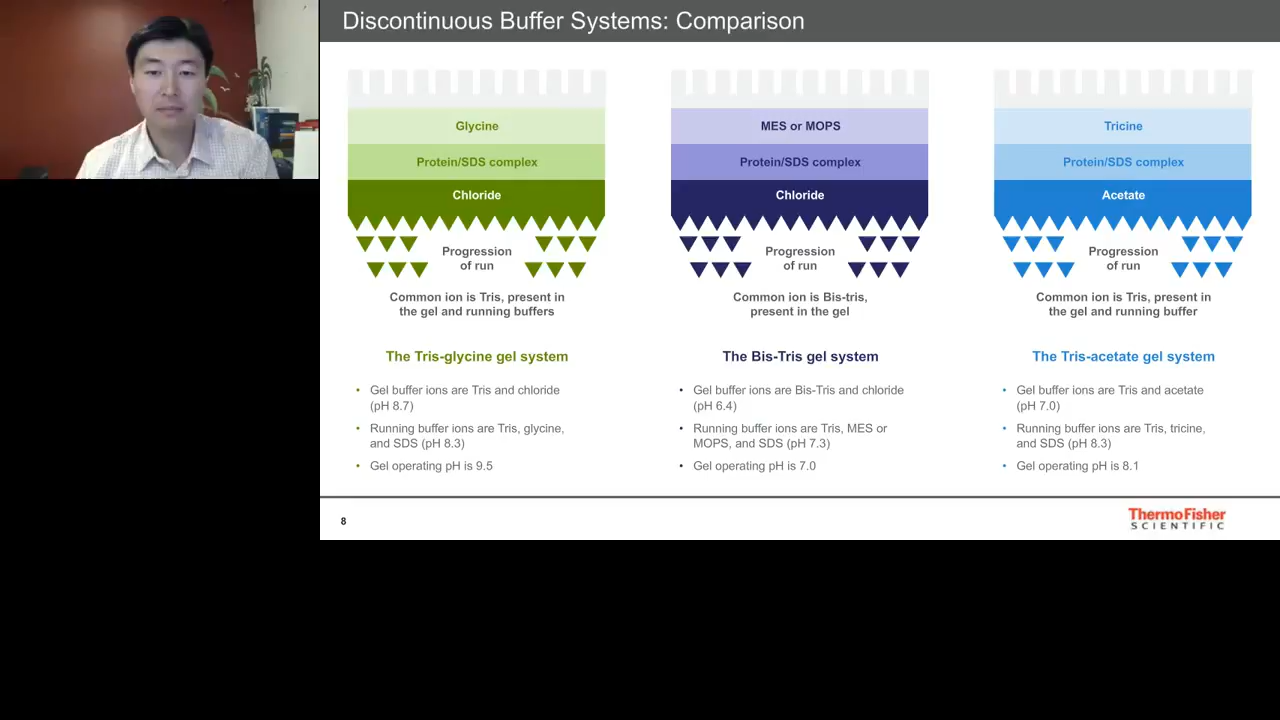 Discontinuous Buffer Systems: Comparison
Glycine
Protein/SDS complex
Chloride
Progression
of run
Common ion is Tris, present in
the gel and running buffers
The Tris-glycine gel system
• Gel buffer ions are Tris and chloride
(pH 8.7)
• Running buffer ions are Tris, glycine,
and SDS (pH 8.3)
• Gel operating pH is 9.5
MES or MOPS
Protein/SDS complex
Chloride
Progression
of run
Common ion is Bis-tris,
present in the gel
The Bis-Tris gel system
• Gel buffer ions are Bis-Tris and chloride
(pH 6.4)
• Running buffer ions are Tris, MES or
MOPS, and SDS (pH 7.3)
• Gel operating pH is 7.0
Tricine
Protein/SDS complex
Acetate
Progression
of run
Common ion is Tris, present in
the gel and running buffer
The Tris-acetate gel system
• Gel buffer ions are Tris and acetate
(pH 7.0)
• Running buffer ions are Tris, tricine,
and SDS (pH 8.3)
• Gel operating pH is 8.1
8
ThermoFisher
SCIENTIFIC